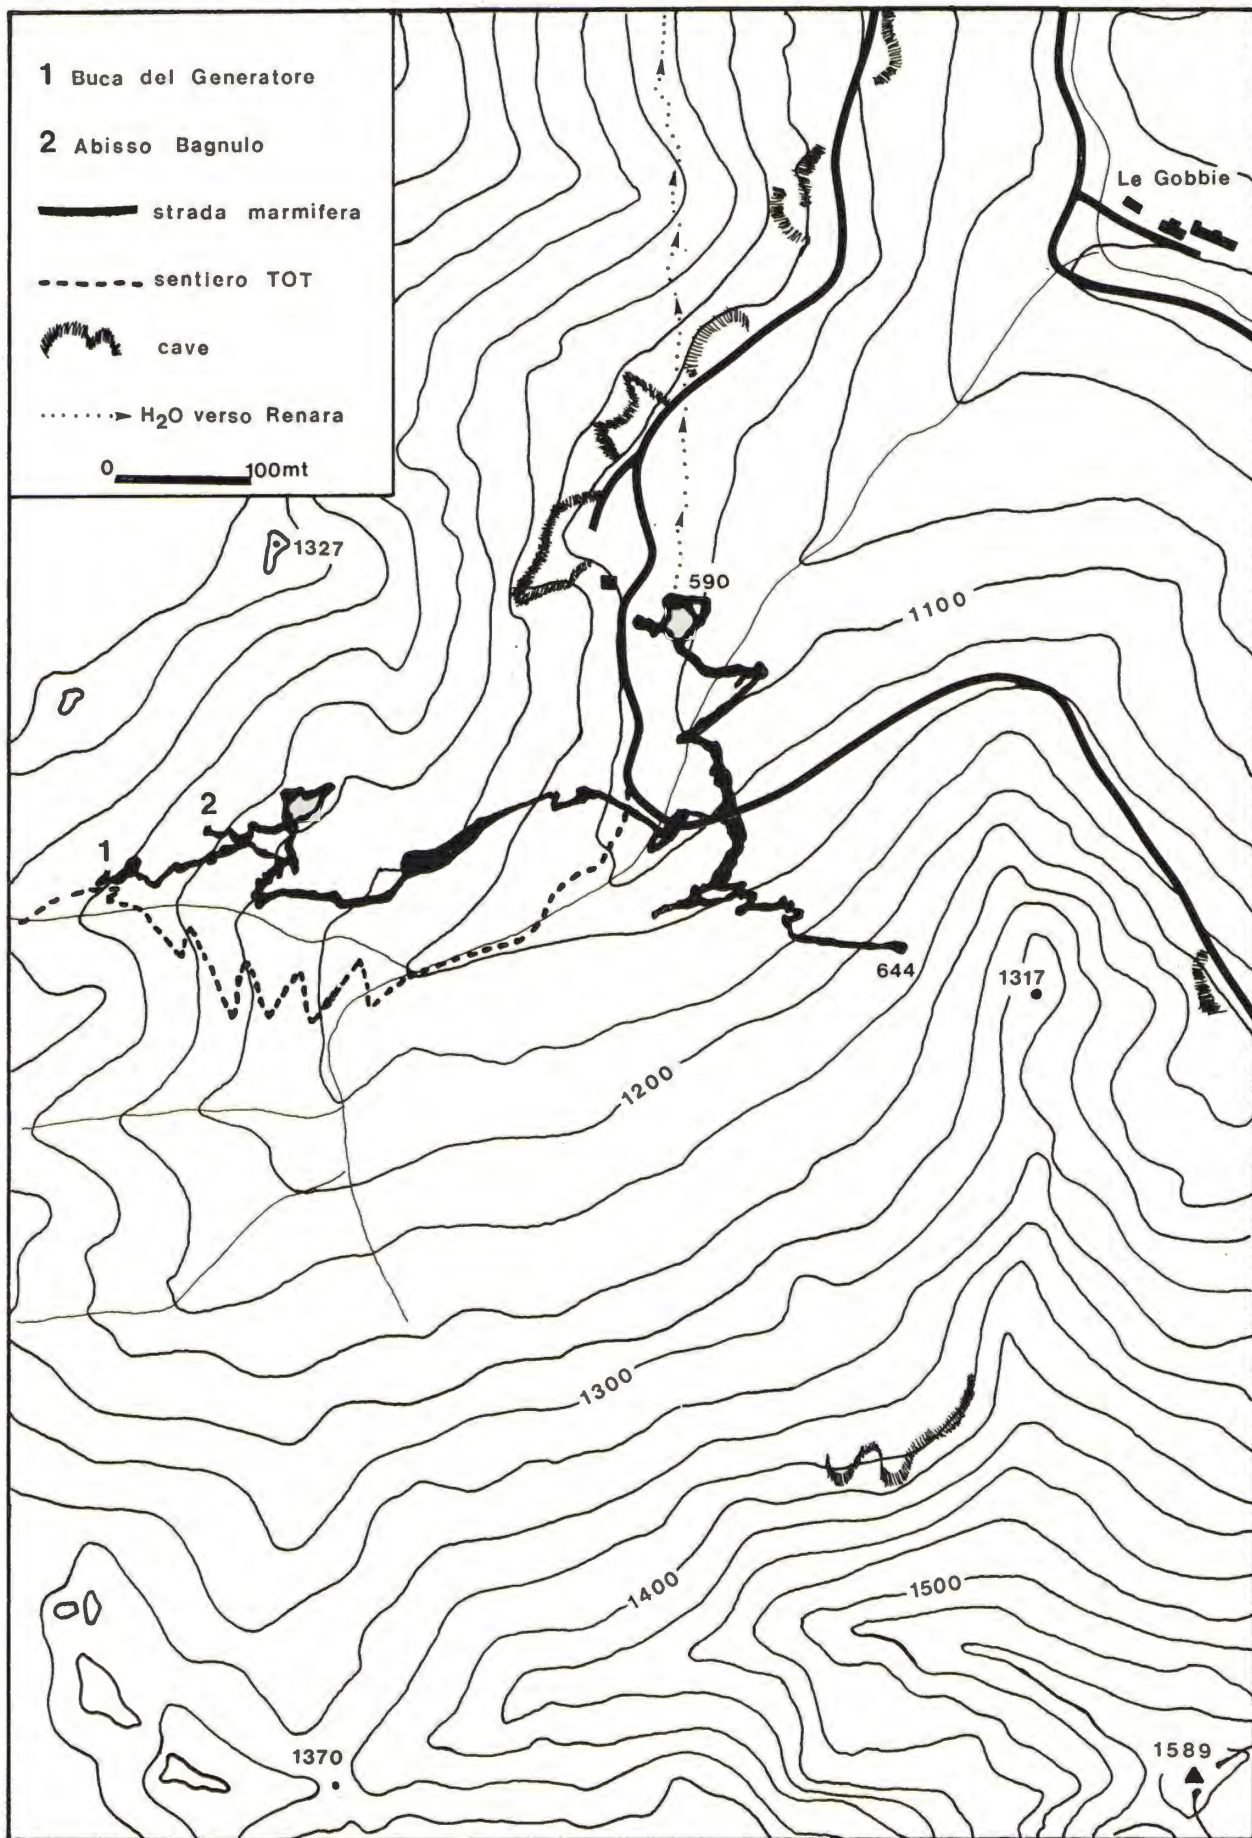 1 Buca del Generatore
2 Abisso Bagnulo
strada marmifera
sentiero TOT
cave
H₂O verso Renara
0 100mt
Le Gobbie
1327
590
1100
2
1
644
1317
1200
1300
1400
1500
1370
1589